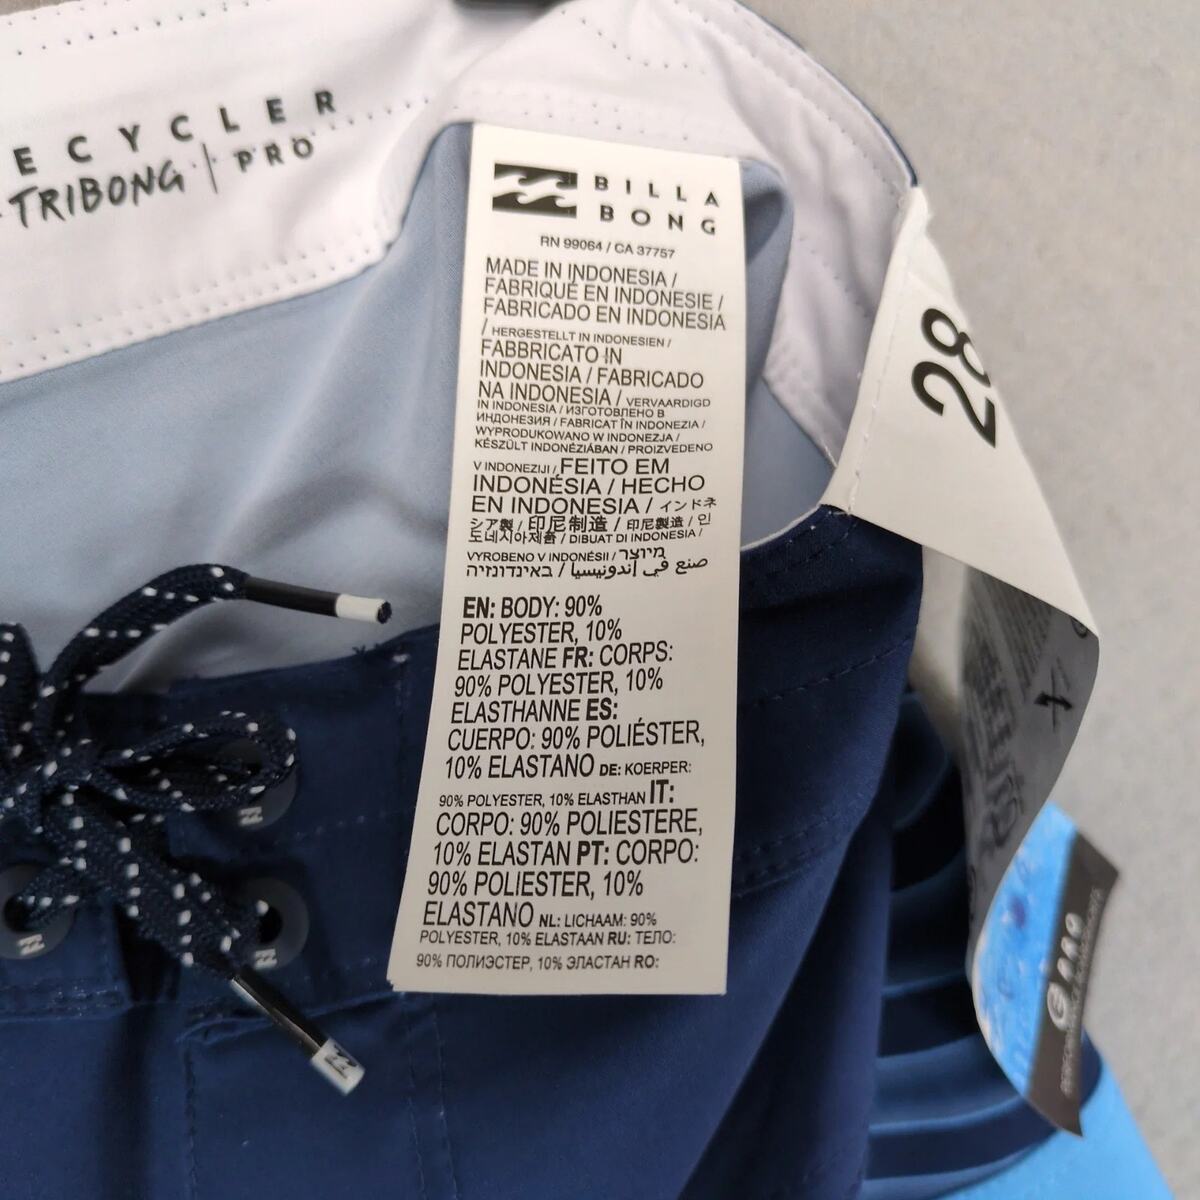 ECYCLER
TRIBONG | PRO
BILLA
BONG
RN 99064 / CA 37757
MADE IN INDONESIA /
FABRIQUÉ EN INDONESIE /
FABRICADO EN INDONESIA
/ HERGESTELLT IN INDONESIEN /
FABBRICATO IN
INDONESIA / FABRICADO
NA INDONESIA / VERVAARDIGD
IN INDONESIA / ИЗГОТОВЛЕНО В
ИНДОНЕЗИЯ / FABRICAT ÎN INDONEZIA /
WYPRODUKOWANO W INDONEZJA /
KÉSZÜLT INDONÉZIÁBAN / PROIZVEDENO
V INDONEZIJI / FEITO EM
INDONÉSIA / HECHO
EN INDONESIA / インドネ
シア製 / 印尼制造 / 印尼製造 / 인
도네시아제품 / DIBUAT DI INDONESIA /
VYROBENO V INDONÉSII / מיוצר
באינדונזיה / صنع في إندونيسيا
EN: BODY: 90%
POLYESTER, 10%
ELASTANE FR: CORPS:
90% POLYESTER, 10%
ELASTHANNE ES:
CUERPO: 90% POLIÉSTER,
10% ELASTANO DE: KOERPER:
90% POLYESTER, 10% ELASTHAN IT:
CORPO: 90% POLIESTERE,
10% ELASTAN PT: CORPO:
90% POLIESTER, 10%
ELASTANO NL: LICHAAM: 90%
POLYESTER, 10% ELASTAAN RU: ТЕЛО:
90% ПОЛИЭСТЕР, 10% ЭЛАСТАН RO:
28